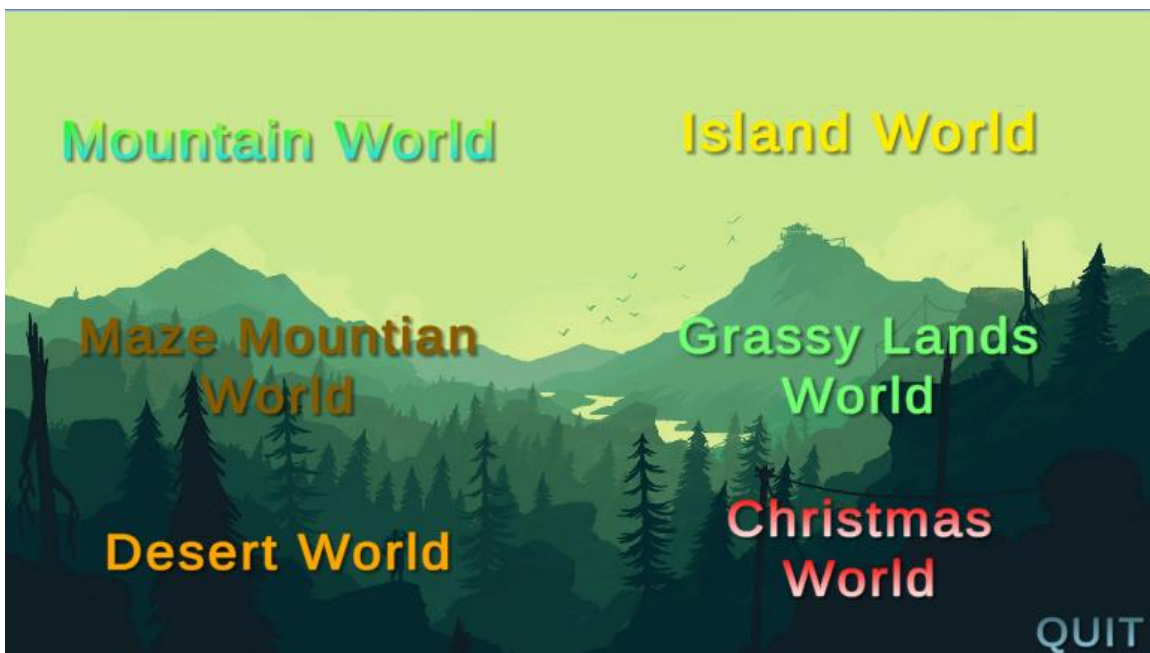 Mountain World
Island World
Maze Mountian
World
Grassy Lands
World
Desert World
Christmas
World
QUIT